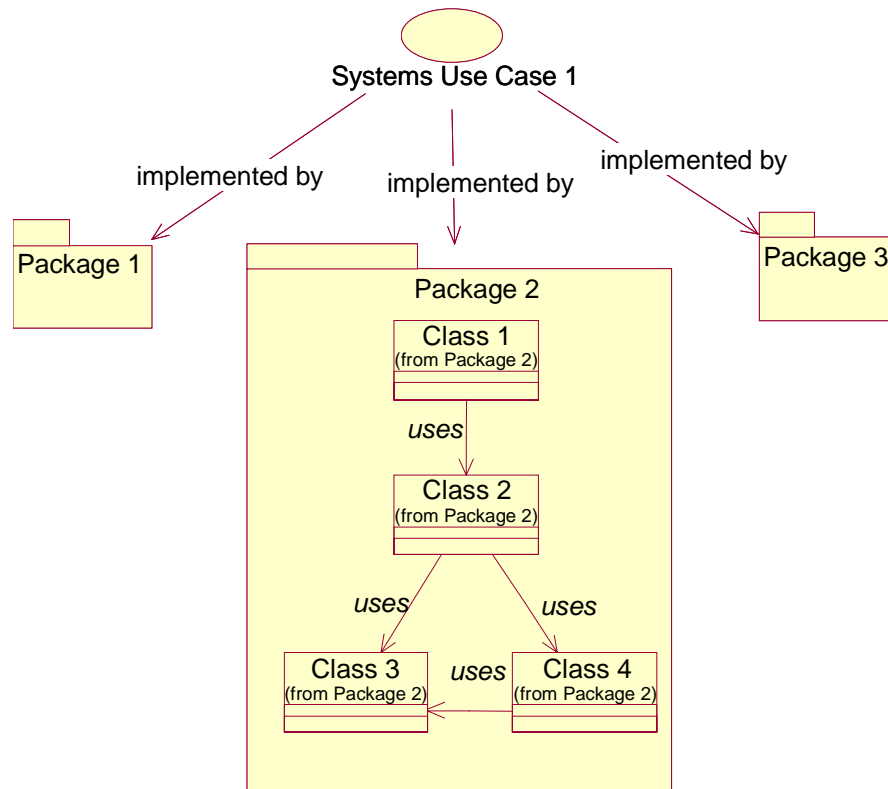 Systems Use Case 1
implemented by
implemented by
implemented by
Package 1
Package 3
Package 2
Class 1
(from Package 2)
uses
Class 2
(from Package 2)
uses
uses
Class 3
(from Package 2)
uses
Class 4
(from Package 2)